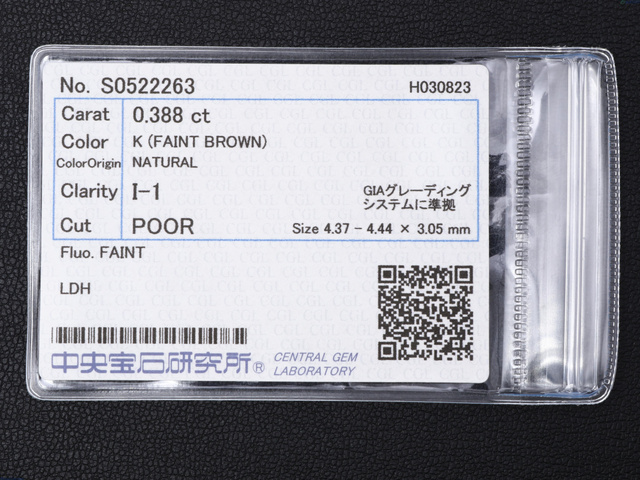 No. S0522263 H030823
Carat 0.388 ct
Color K (FAINT BROWN)
ColorOrigin NATURAL
Clarity I-1
GIAグレーディング
システムに準拠
Cut POOR Size 4.37 - 4.44 × 3.05 mm
Fluo. FAINT
LDH
中央宝石研究所® CENTRAL GEM
LABORATORY